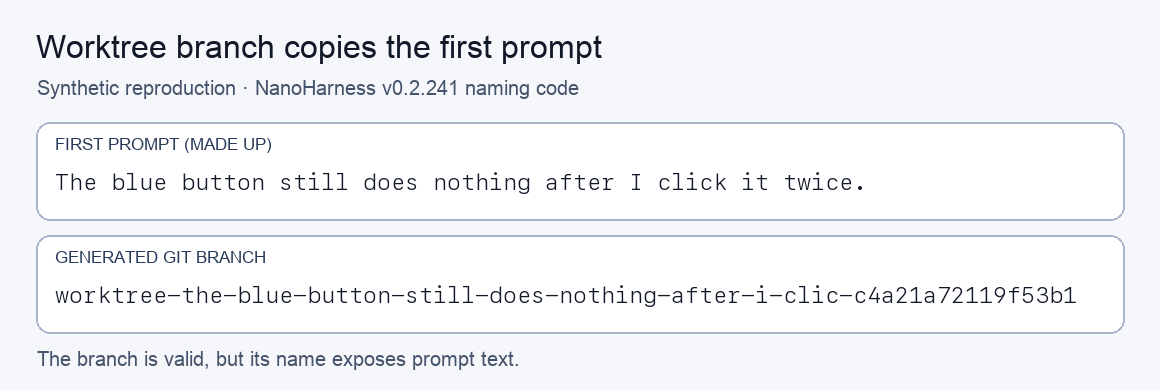 Worktree branch copies the first prompt
Synthetic reproduction · NanoHarness v0.2.241 naming code
FIRST PROMPT (MADE UP)
The blue button still does nothing after I click it twice.
GENERATED GIT BRANCH
worktree-the-blue-button-still-does-nothing-after-i-clic-c4a21a72119f53b1
The branch is valid, but its name exposes prompt text.